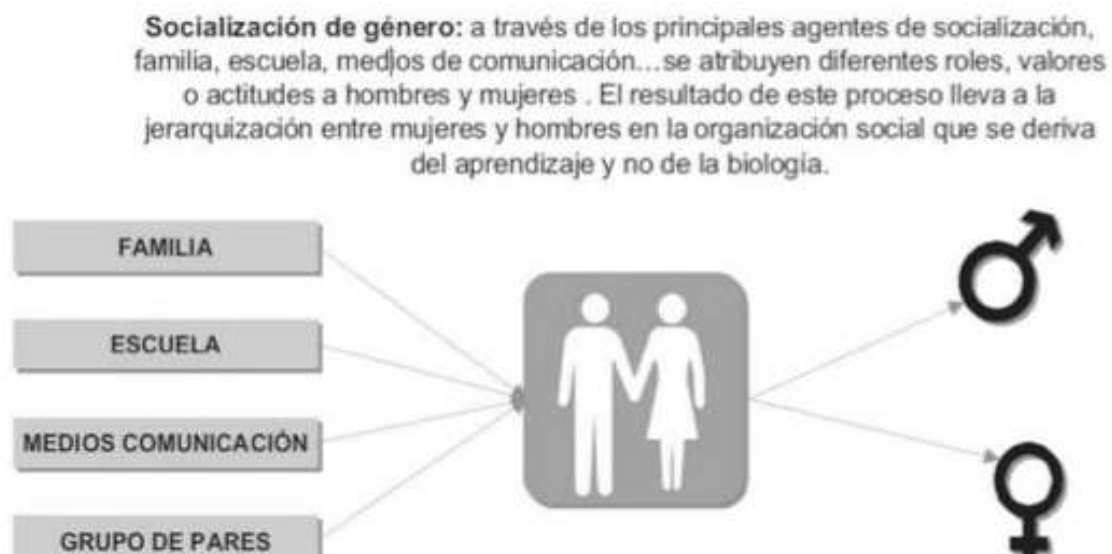 Socialización de género: a través de los principales agentes de socialización,
familia, escuela, medios de comunicación...se atribuyen diferentes roles, valores
o actitudes a hombres y mujeres . El resultado de este proceso lleva a la
jerarquización entre mujeres y hombres en la organización social que se deriva
del aprendizaje y no de la biología.
FAMILIA
ESCUELA
MEDIOS COMUNICACIÓN
GRUPO DE PARES